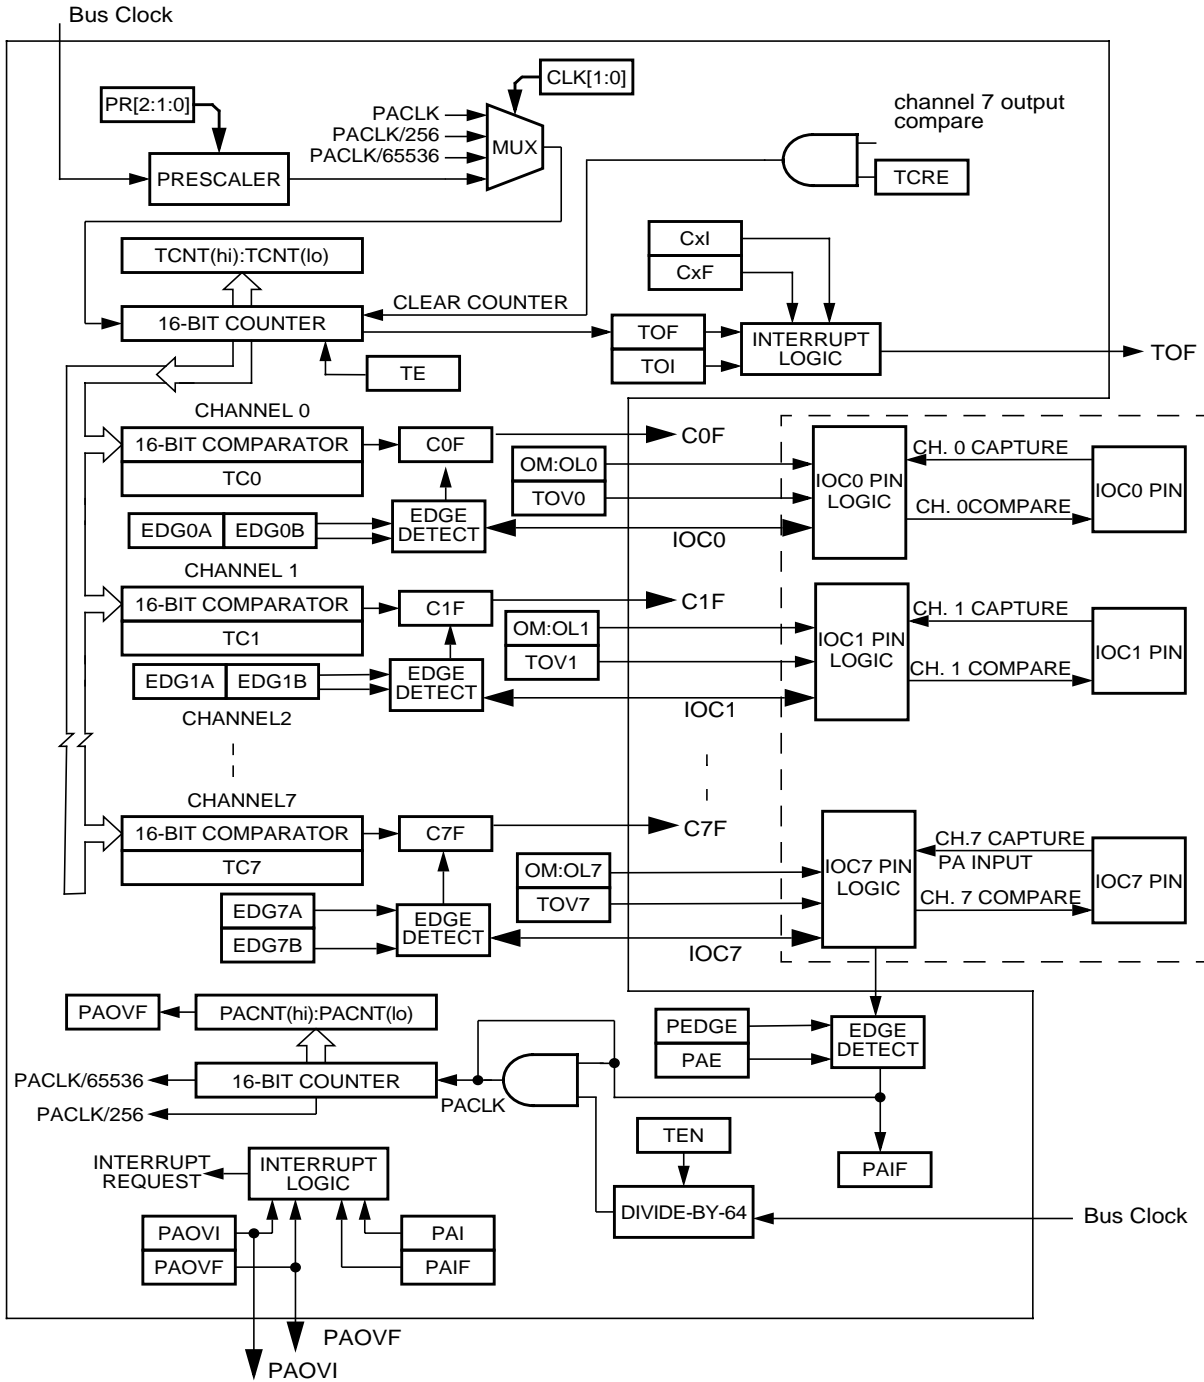 Bus Clock
CLK[1:0]
PR[2:1:0]
PACLK
PACLK/256
PACLK/65536
MUX
PRESCALER
channel 7 output
compare
TCRE
TCNT(hi):TCNT(lo)
CxI
CxF
CLEAR COUNTER
16-BIT COUNTER
TOF
TOI
INTERRUPT
LOGIC
TOF
TE
CHANNEL 0
16-BIT COMPARATOR
TC0
C0F
C0F
OM:OL0
TOV0
EDG0A
EDG0B
EDGE
DETECT
IOC0
IOC0 PIN
LOGIC
CH. 0 CAPTURE
CH. 0COMPARE
IOC0 PIN
CHANNEL 1
16-BIT COMPARATOR
TC1
C1F
C1F
OM:OL1
TOV1
EDG1A
EDG1B
EDGE
DETECT
IOC1
IOC1 PIN
LOGIC
CH. 1 CAPTURE
CH. 1 COMPARE
IOC1 PIN
CHANNEL2
CHANNEL7
16-BIT COMPARATOR
TC7
C7F
C7F
OM:OL7
TOV7
EDG7A
EDG7B
EDGE
DETECT
IOC7
IOC7 PIN
LOGIC
CH.7 CAPTURE
PA INPUT
CH. 7 COMPARE
IOC7 PIN
PAOVF
PACNT(hi):PACNT(lo)
PEDGE
PAE
EDGE
DETECT
PACLK/65536
16-BIT COUNTER
PACLK
PACLK/256
TEN
PAIF
INTERRUPT
REQUEST
INTERRUPT
LOGIC
DIVIDE-BY-64
Bus Clock
PAOVI
PAOVF
PAI
PAIF
PAOVF
PAOVI